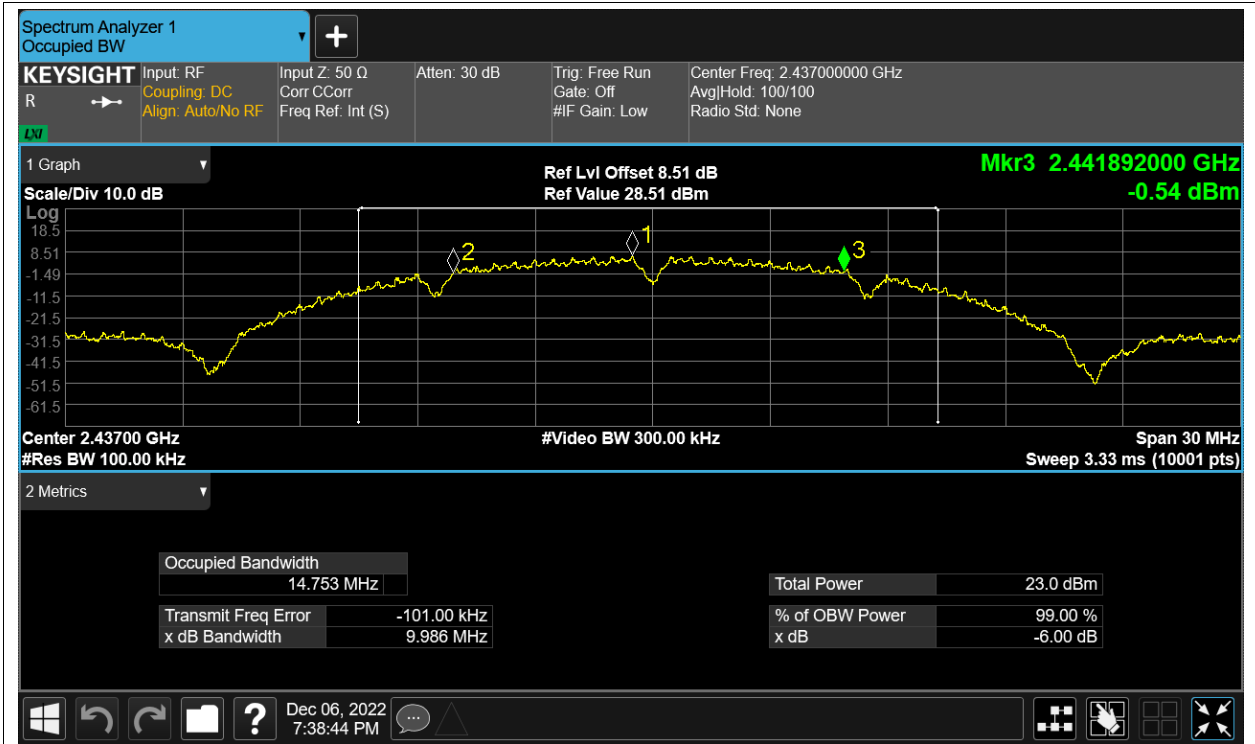 Spectrum Analyzer 1
Occupied BW
+
KEYSIGHT
R
LXI
Input: RF
Coupling: DC
Align: Auto/No RF
Input Z: 50 Ω
Corr CCorr
Freq Ref: Int (S)
Atten: 30 dB
Trig: Free Run
Gate: Off
#IF Gain: Low
Center Freq: 2.437000000 GHz
Avg|Hold: 100/100
Radio Std: None
1 Graph
Scale/Div 10.0 dB
Ref Lvl Offset 8.51 dB
Ref Value 28.51 dBm
Mkr3 2.441892000 GHz
-0.54 dBm
Log
18.5
8.51
-1.49
-11.5
-21.5
-31.5
-41.5
-51.5
-61.5
2
1
3
Center 2.43700 GHz
#Res BW 100.00 kHz
#Video BW 300.00 kHz
Span 30 MHz
Sweep 3.33 ms (10001 pts)
2 Metrics
Occupied Bandwidth
14.753 MHz
Transmit Freq Error -101.00 kHz
x dB Bandwidth 9.986 MHz
Total Power 23.0 dBm
% of OBW Power 99.00 %
x dB -6.00 dB
?
Dec 06, 2022
7:38:44 PM